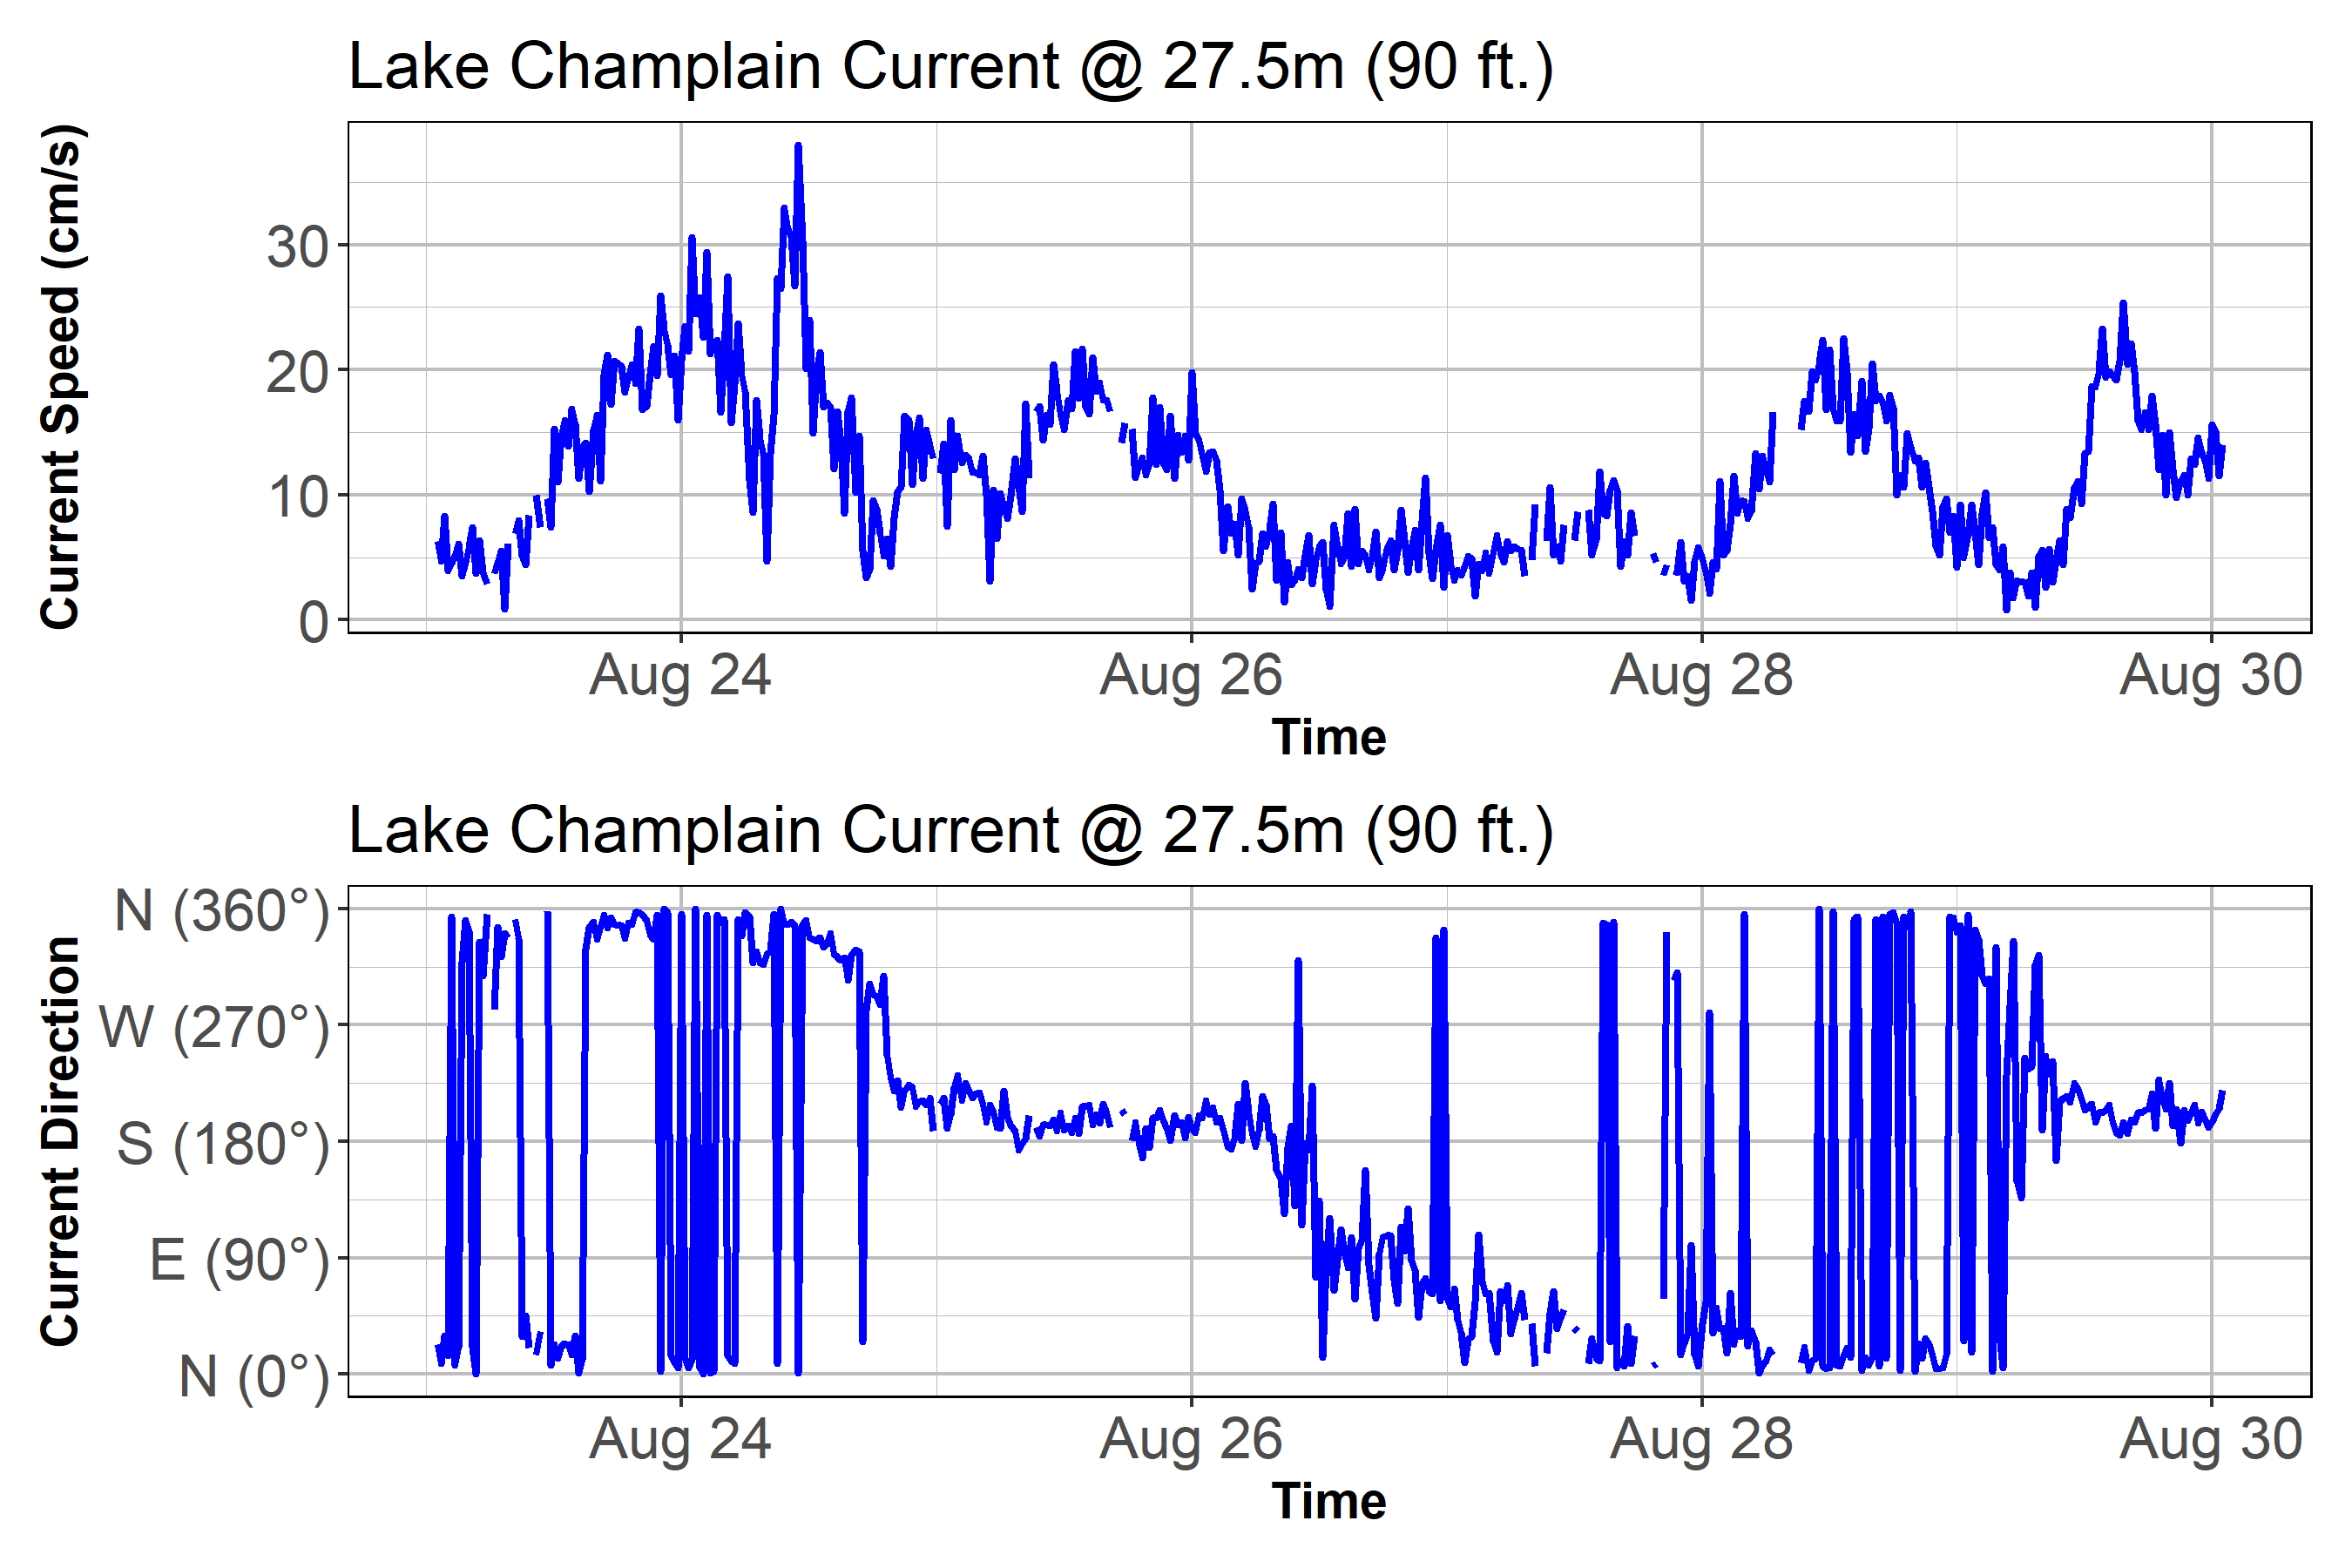 Lake Champlain Current @ 27.5m (90 ft.)
Current Speed (cm/s)
30
20
10
0
Aug 24 Aug 26 Aug 28 Aug 30
Time
Lake Champlain Current @ 27.5m (90 ft.)
Current Direction
N (360°)
W (270°)
S (180°)
E (90°)
N (0°)
Aug 24 Aug 26 Aug 28 Aug 30
Time